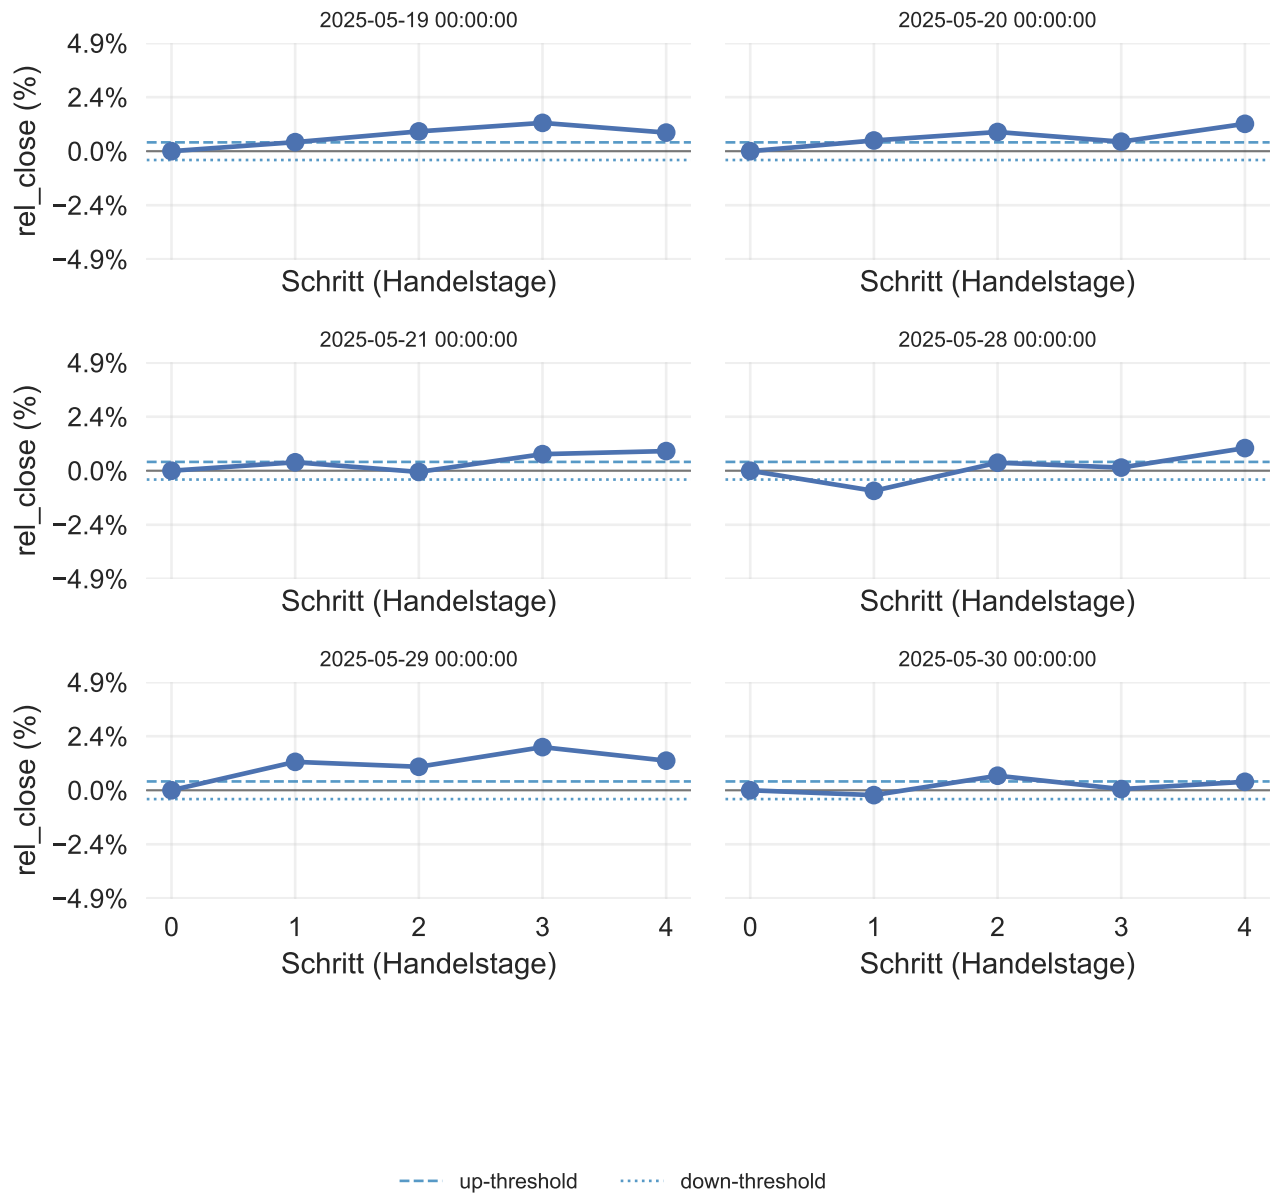 2025-05-19 00:00:00
2025-05-20 00:00:00
4.9%
2.4%
0.0%
−2.4%
−4.9%
rel_close (%)
Schritt (Handelstage)
Schritt (Handelstage)
2025-05-21 00:00:00
2025-05-28 00:00:00
4.9%
2.4%
0.0%
−2.4%
−4.9%
rel_close (%)
Schritt (Handelstage)
Schritt (Handelstage)
2025-05-29 00:00:00
2025-05-30 00:00:00
4.9%
2.4%
0.0%
−2.4%
−4.9%
rel_close (%)
0 1 2 3 4
0 1 2 3 4
Schritt (Handelstage)
Schritt (Handelstage)
up-threshold
down-threshold